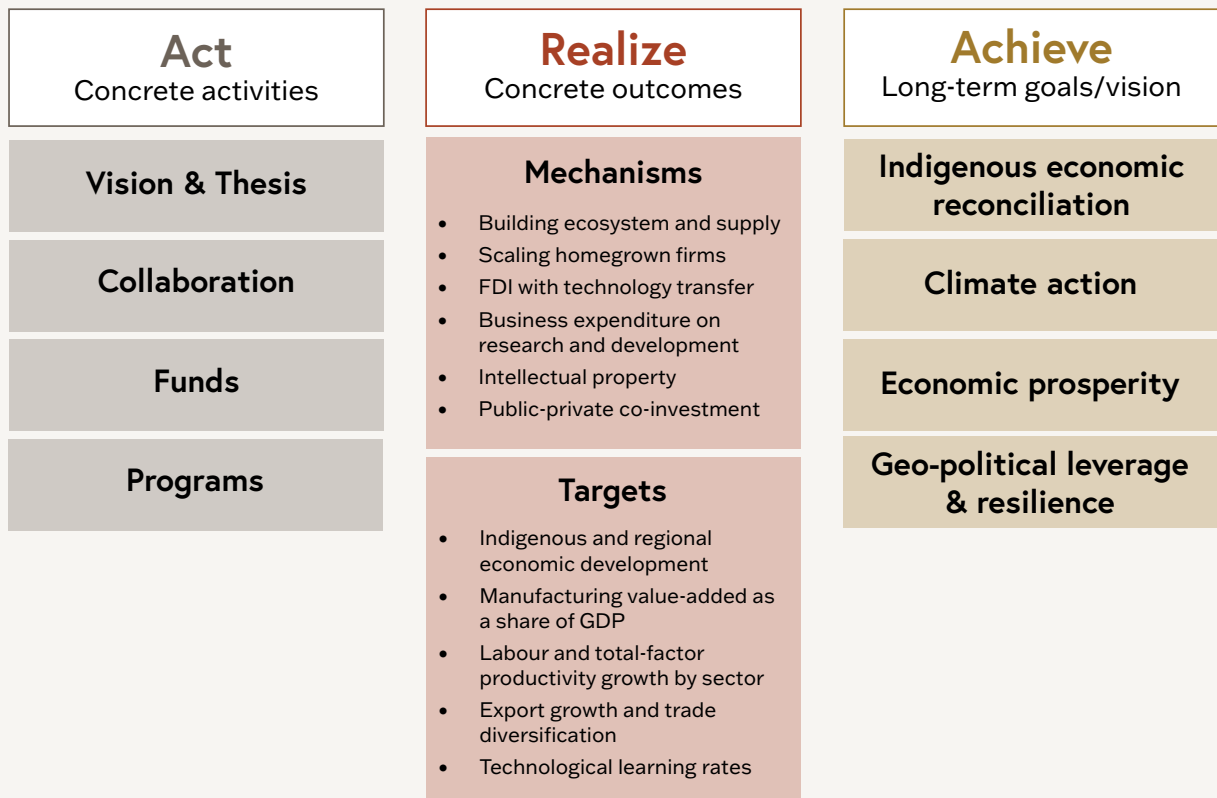 Act
Concrete activities
Vision & Thesis
Collaboration
Funds
Programs
Realize
Concrete outcomes
Mechanisms
• Building ecosystem and supply
• Scaling homegrown firms
• FDI with technology transfer
• Business expenditure on
research and development
• Intellectual property
• Public-private co-investment
Targets
• Indigenous and regional
economic development
• Manufacturing value-added as
a share of GDP
• Labour and total-factor
productivity growth by sector
• Export growth and trade
diversification
• Technological learning rates
Achieve
Long-term goals/vision
Indigenous economic
reconciliation
Climate action
Economic prosperity
Geo-political leverage
& resilience